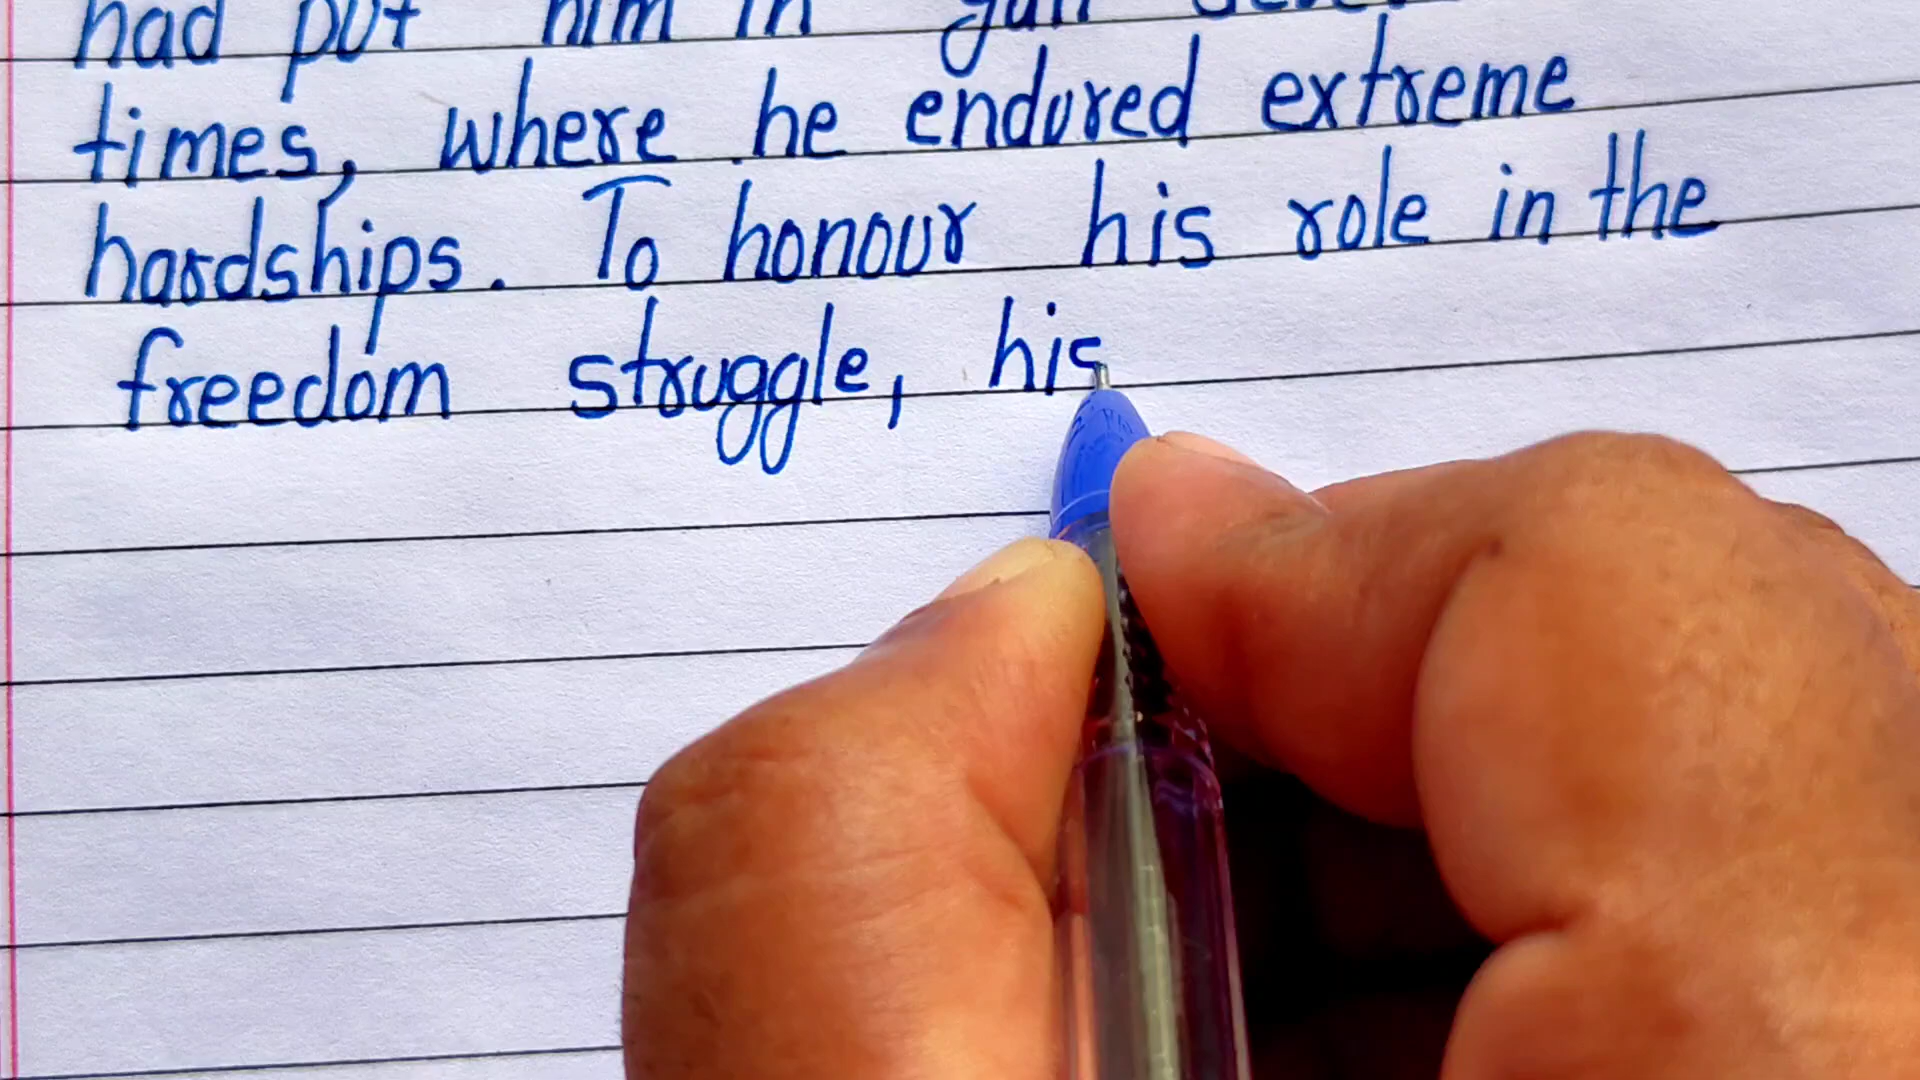 had put him in jail
times, where he endured extreme
hardships. To honour his role in the
freedom struggle, his